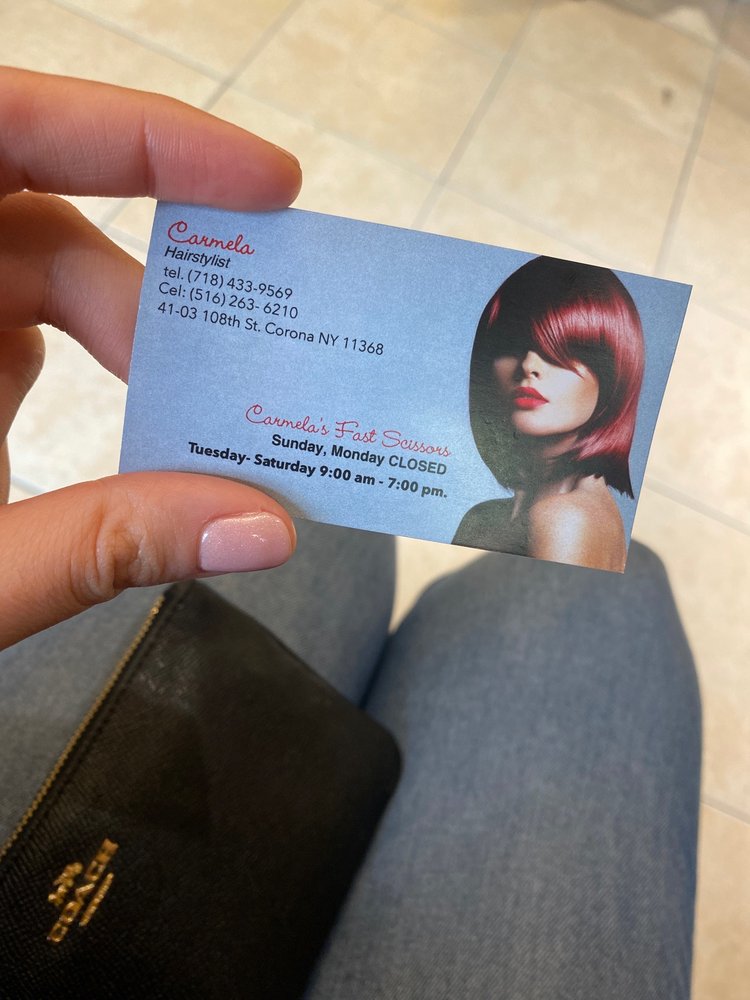 Carmela
Hairstylist
tel. (718) 433-9569
Cel: (516) 263- 6210
41-03 108th St. Corona NY 11368
Carmela's Fast Scissors
Sunday, Monday CLOSED
Tuesday- Saturday 9:00 am - 7:00 pm.
COACH